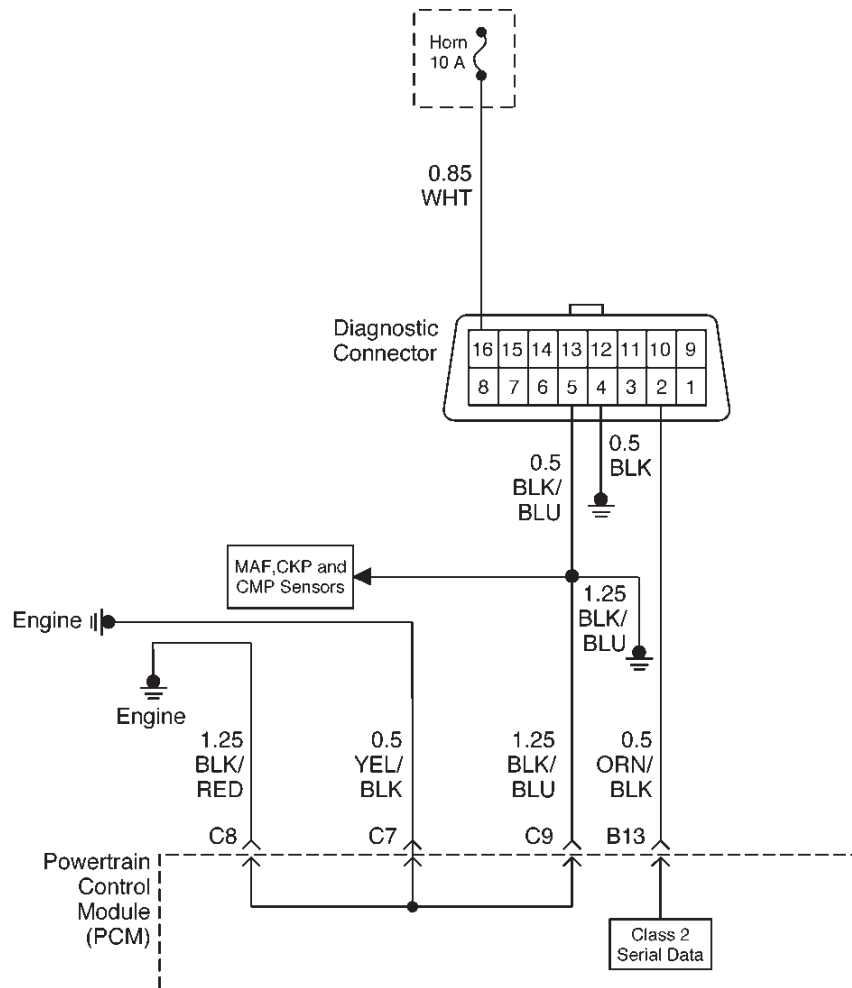 Horn
10 A
0.85
WHT
Diagnostic
Connector
16 15 14 13 12 11 10 9
8 7 6 5 4 3 2 1
0.5
BLK/
BLU
0.5
BLK
MAF,CKP and
CMP Sensors
1.25
BLK/
BLU
Engine
Engine
1.25
BLK/
RED
0.5
YEL/
BLK
1.25
BLK/
BLU
0.5
ORN/
BLK
C8 C7 C9 B13
Powertrain
Control
Module
(PCM)
Class 2
Serial Data